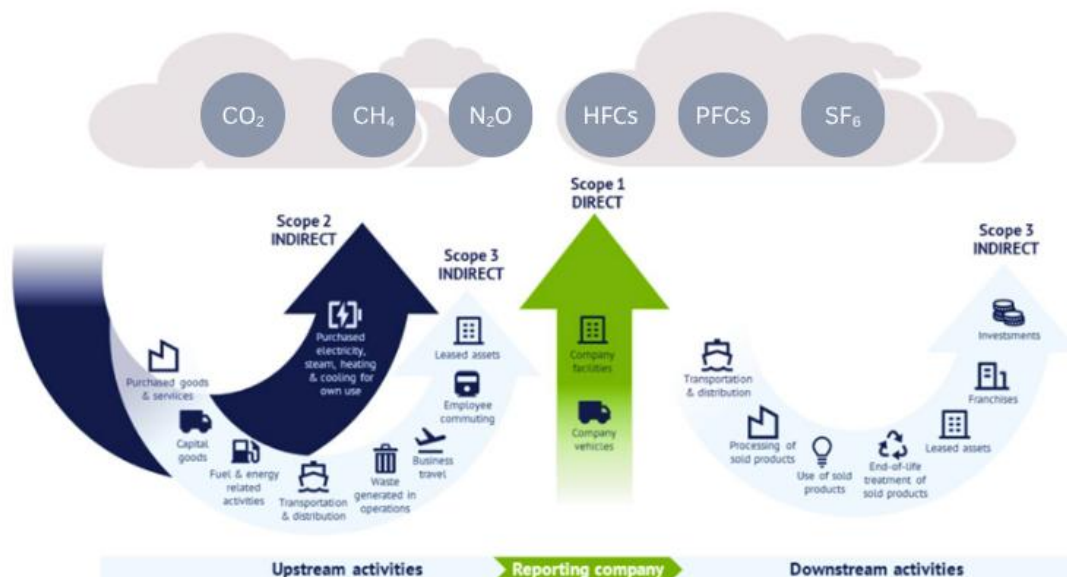 CO₂
CH₄
N₂O
HFCs
PFCs
SF₆
Scope 1
DIRECT
Scope 2
INDIRECT
Scope 3
INDIRECT
Scope 3
INDIRECT
Purchased
electricity,
steam, heating
& cooling for
own use
Purchased goods
& services
Capital
goods
Fuel & energy
related
activities
Transportation
& distribution
Waste
generated in
operations
Business
travel
Employee
commuting
Leased assets
Company
facilities
Company
vehicles
Transportation
& distribution
Processing of
sold products
Use of sold
products
End-of-life
treatment of
sold products
Leased assets
Franchises
Investsments
Upstream activities
Reporting company
Downstream activities